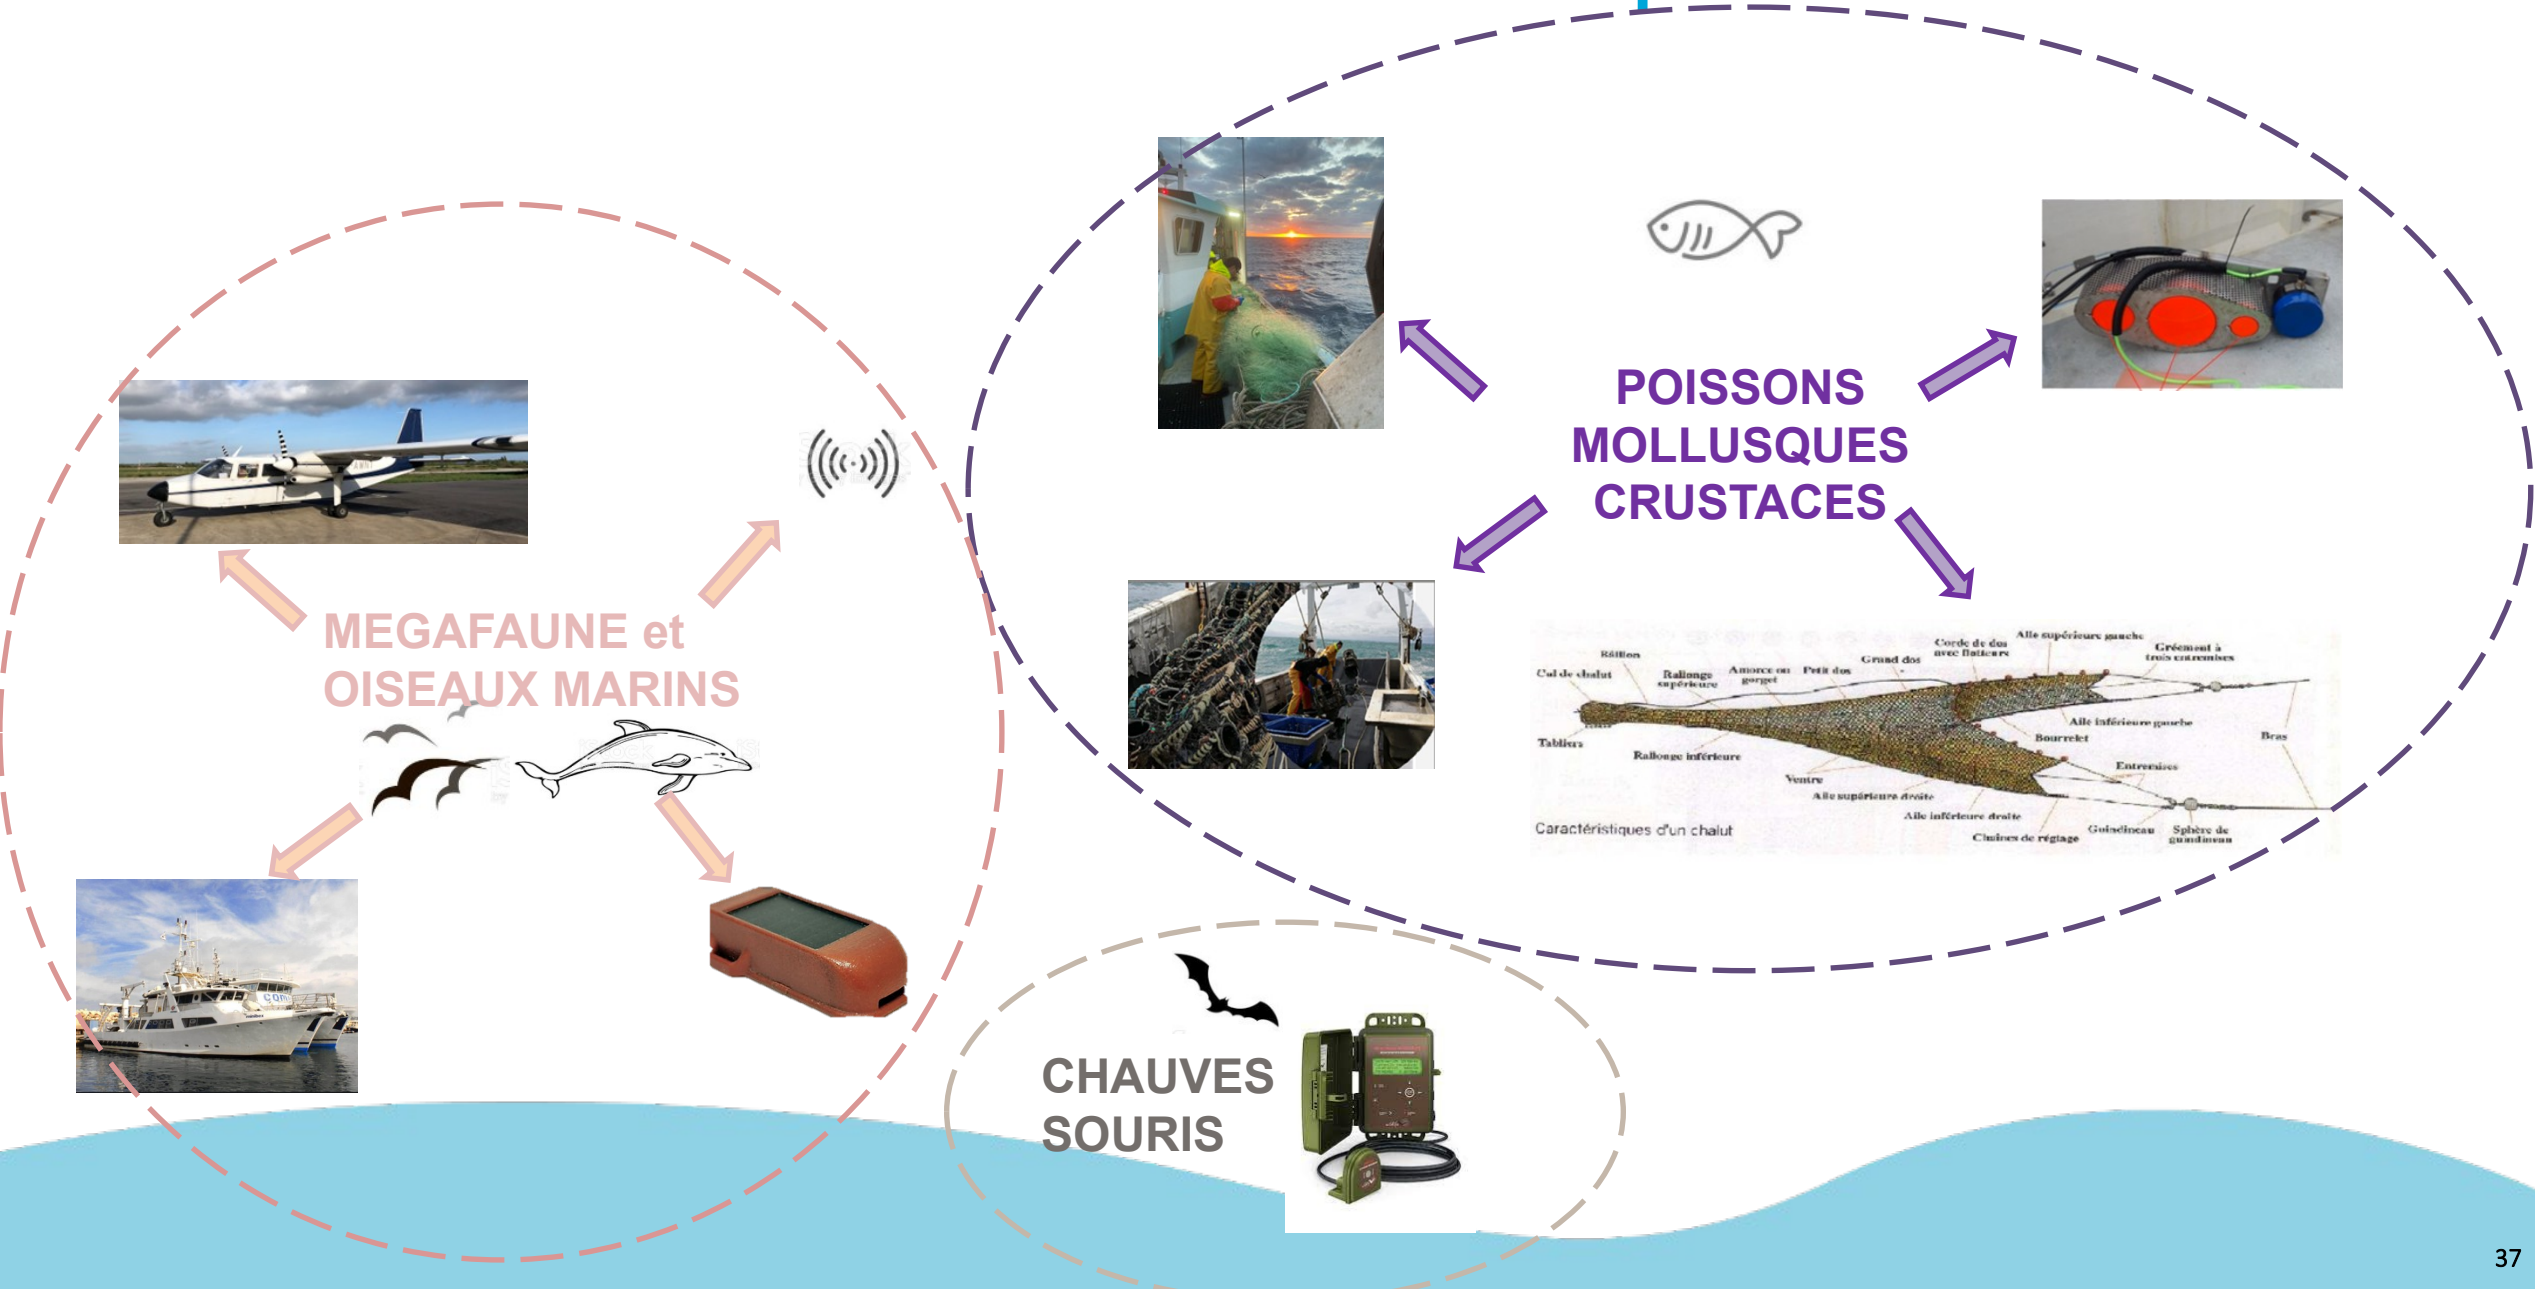 POISSONS
MOLLUSQUES
CRUSTACES
MEGAFAUNE et
OISEAUX MARINS
Cul de chalut
Rallonge
supérieure
Amorce ou
gorget
Petit dos
Grand dos
Corde de dos
avec flotteurs
Aile supérieure gauche
Gréement à
trois entremises
Tabliers
Rallonge inférieure
Ventre
Aile supérieure droite
Aile inférieure droite
Chaînes de réglage
Bourrelet
Aile inférieure gauche
Entremises
Bras
Guindineau
Sphère de
guindineau
Caractéristiques d'un chalut
CHAUVES
SOURIS
37